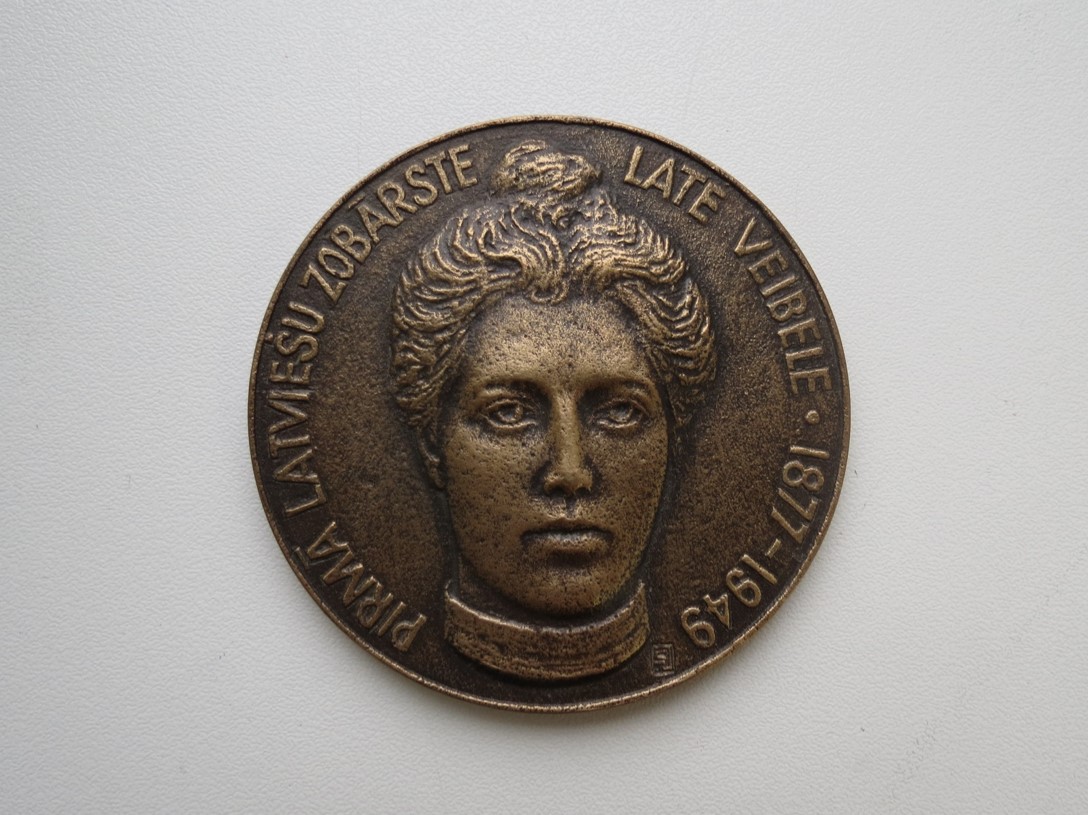 PIRMĀ LATVIEŠU ZOBĀRSTE LATE VEIBELE • 1877-1949